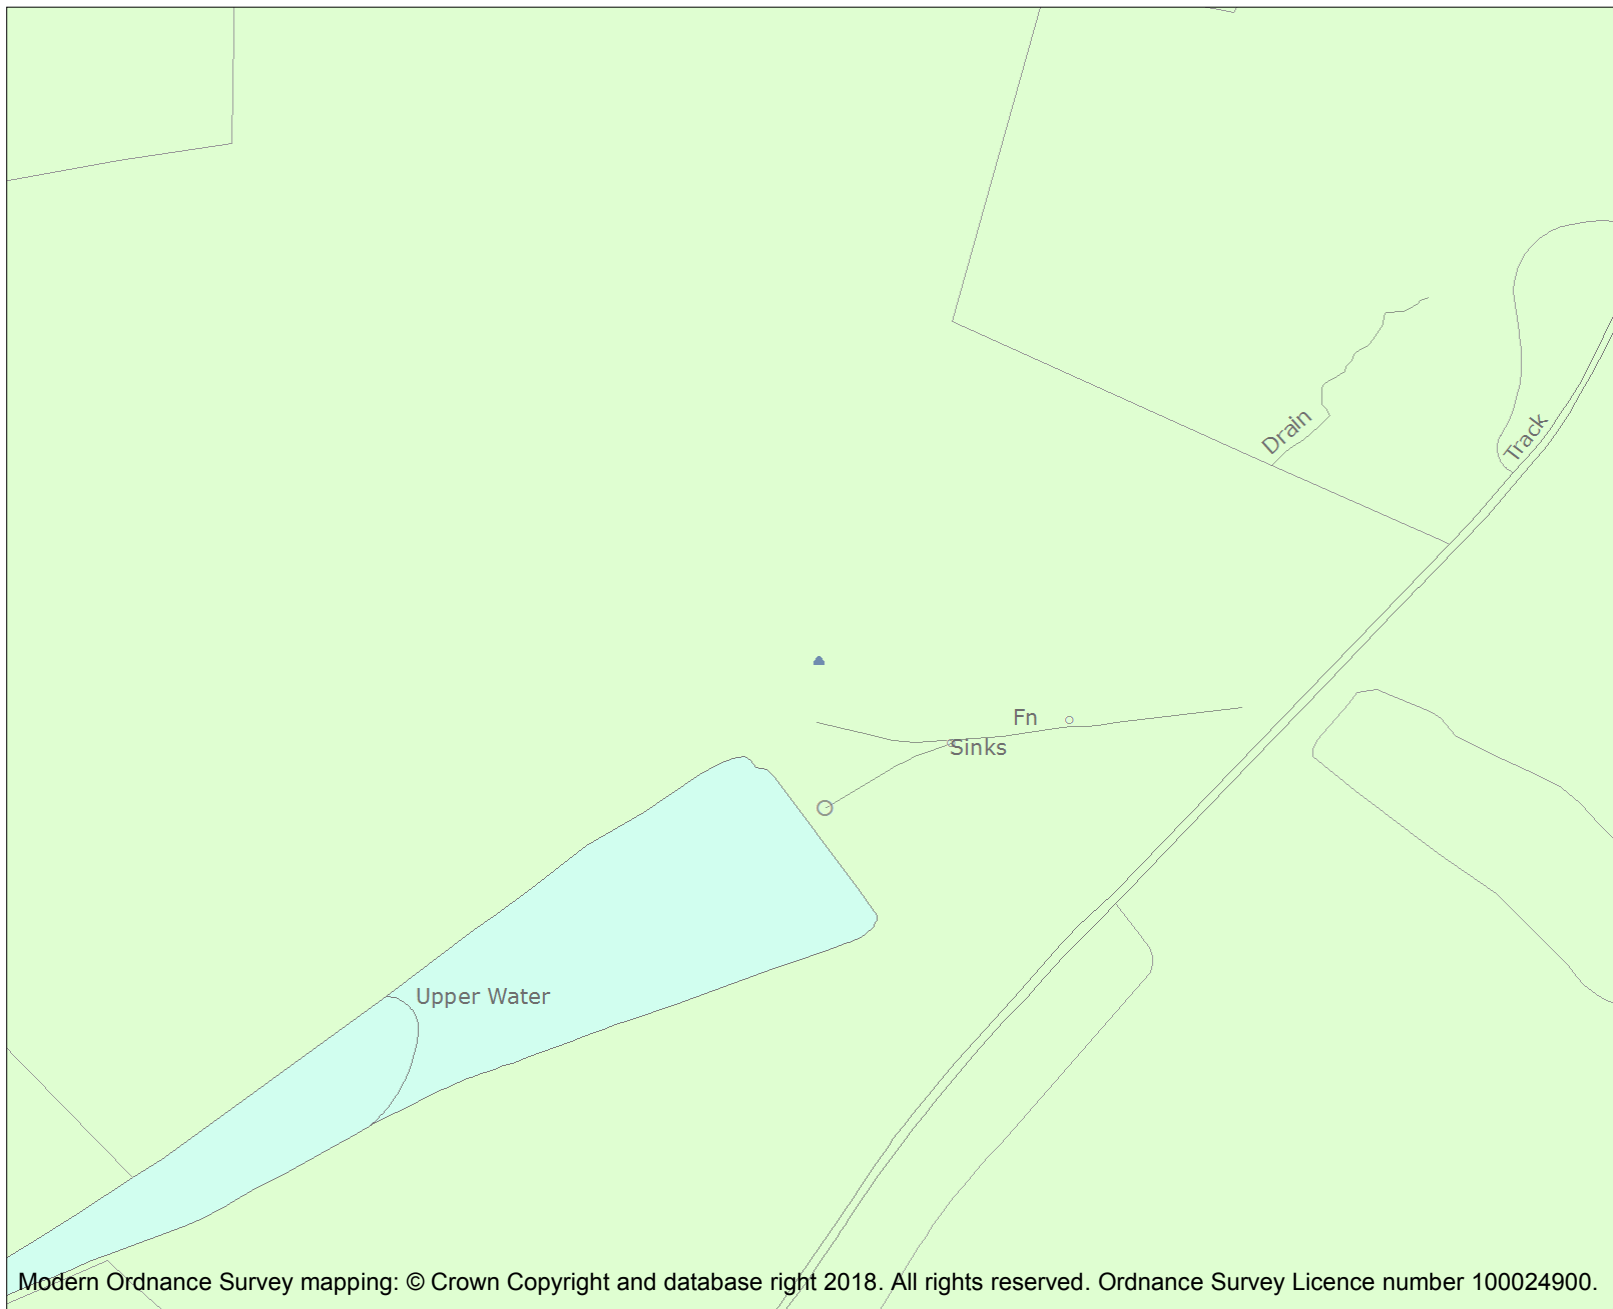 Drain
Track
Fn
Sinks
Upper Water
Modern Ordnance Survey mapping: © Crown Copyright and database right 2018. All rights reserved. Ordnance Survey Licence number 100024900.